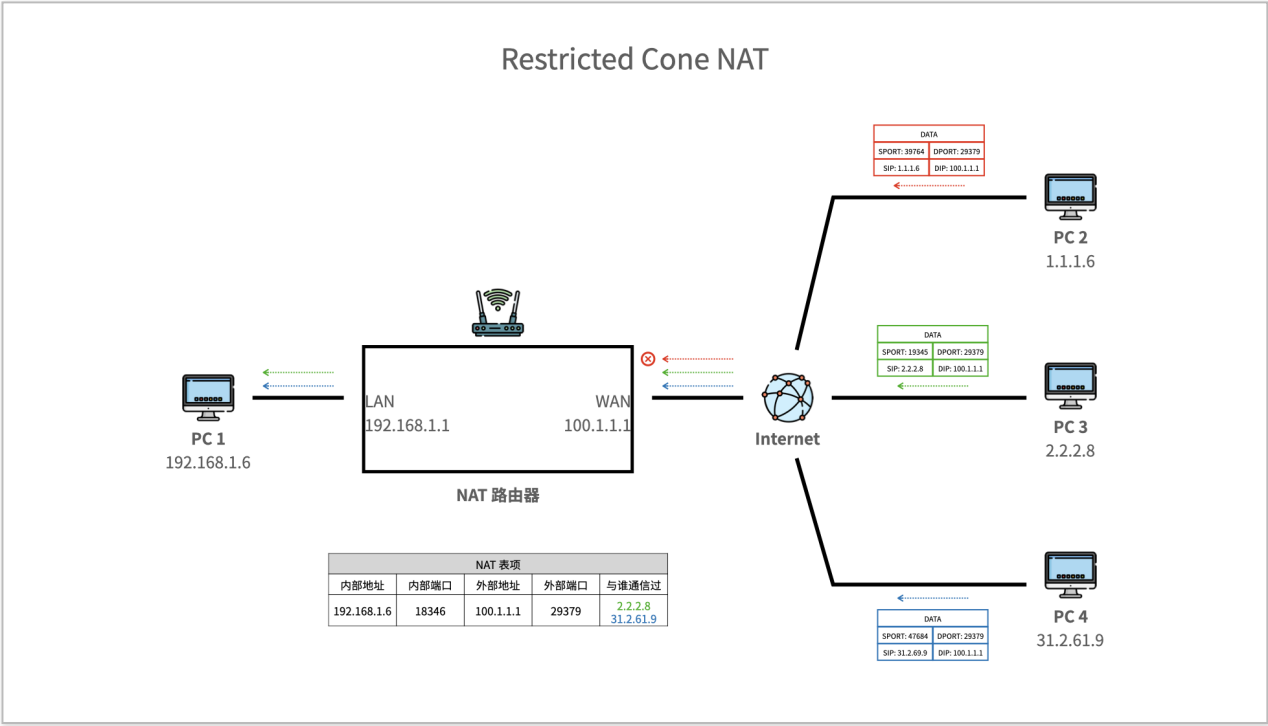 Restricted Cone NAT
DATA
SPORT: 39764 DPORT: 29379
SIP: 1.1.1.6 DIP: 100.1.1.1
PC 2
1.1.1.6
DATA
SPORT: 19345 DPORT: 29379
SIP: 2.2.2.8 DIP: 100.1.1.1
PC 3
2.2.2.8
LAN WAN
192.168.1.1 100.1.1.1
PC 1
192.168.1.6
Internet
NAT 路由器
NAT 表项
内部地址 内部端口 外部地址 外部端口 与谁通信过
192.168.1.6 18346 100.1.1.1 29379 2.2.2.8
31.2.61.9
DATA
SPORT: 47684 DPORT: 29379
SIP: 31.2.69.9 DIP: 100.1.1.1
PC 4
31.2.61.9